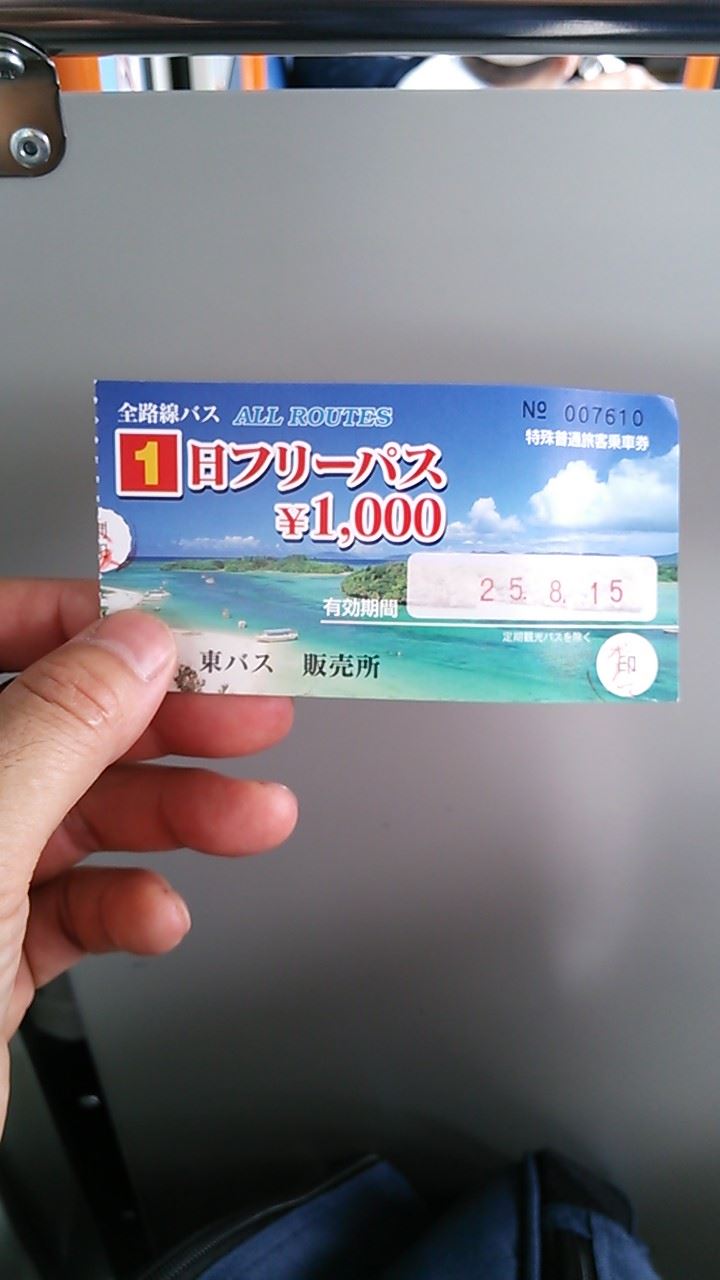 全路線バス ALL ROUTES
No 007610
特殊普通旅客乗車券
1日フリーパス
¥1,000
有効期間 25. 8. 15
定期観光バスを除く
東バス 販売所
印